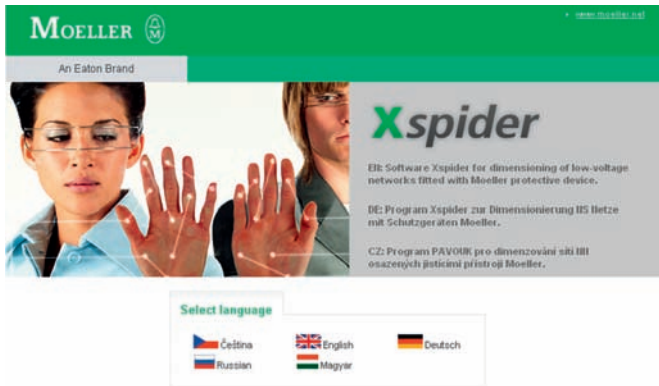 MOELLER
www.moeller.net
An Eaton Brand
Xspider
EN: Software Xspider for dimensioning of low-voltage
networks fitted with Moeller protective device.
DE: Program Xspider zur Dimensionierung NS Netze
mit Schutzgeräten Moeller.
CZ: Program PAVOUK pro dimenzování sítí NN
osazených jisticími přístroji Moeller.
Select language
Čeština
English
Deutsch
Russian
Magyar